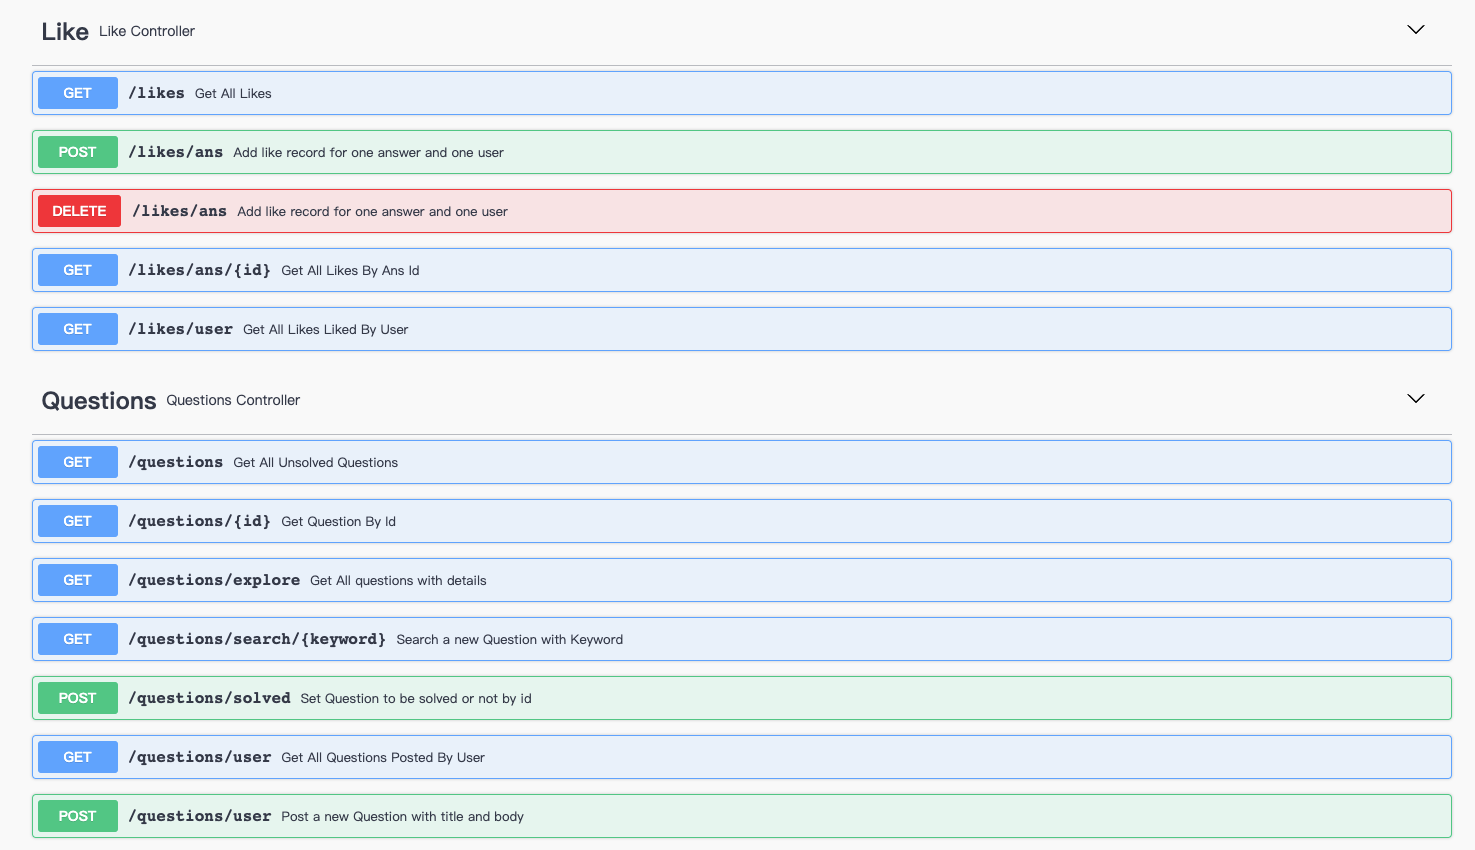 Like Like Controller
GET /likes Get All Likes
POST /likes/ans Add like record for one answer and one user
DELETE /likes/ans Add like record for one answer and one user
GET /likes/ans/{id} Get All Likes By Ans Id
GET /likes/user Get All Likes Liked By User
Questions Questions Controller
GET /questions Get All Unsolved Questions
GET /questions/{id} Get Question By Id
GET /questions/explore Get All questions with details
GET /questions/search/{keyword} Search a new Question with Keyword
POST /questions/solved Set Question to be solved or not by id
GET /questions/user Get All Questions Posted By User
POST /questions/user Post a new Question with title and body